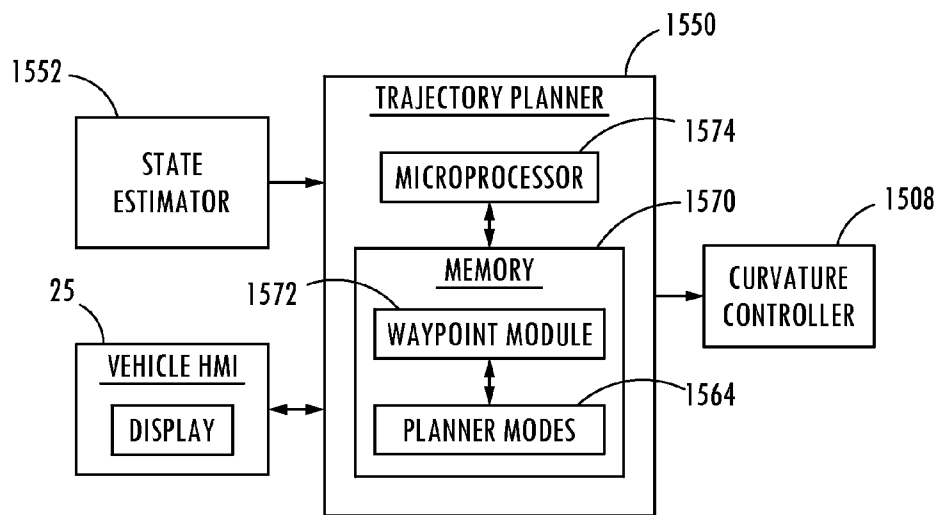 1550
1552
TRAJECTORY PLANNER
1574
STATE
ESTIMATOR
MICROPROCESSOR
1570
1508
MEMORY
CURVATURE
CONTROLLER
1572
25
WAYPOINT MODULE
VEHICLE HMI
1564
DISPLAY
PLANNER MODES